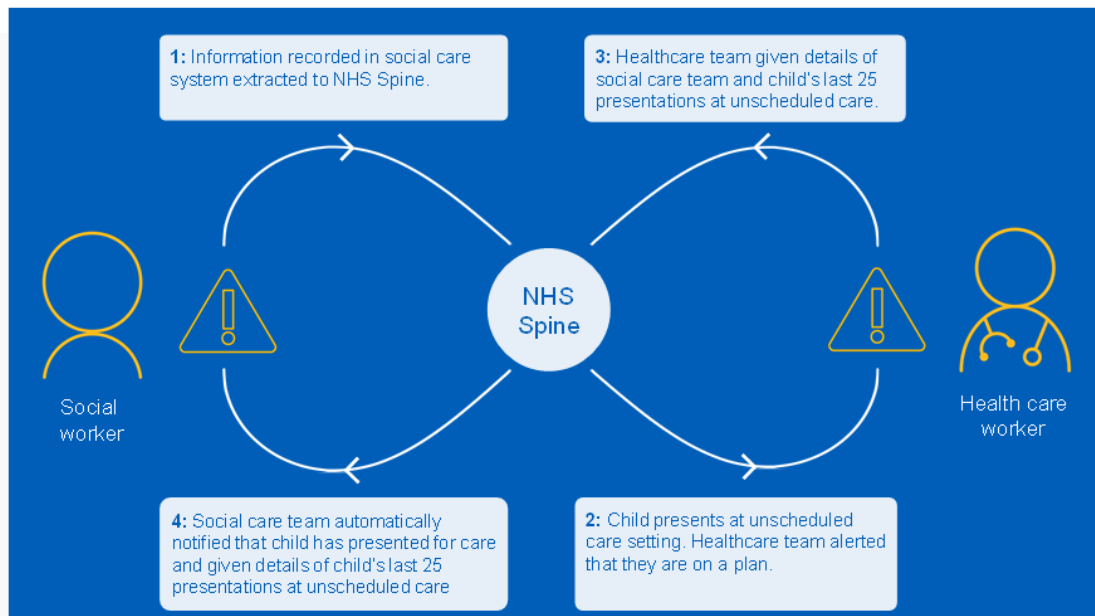 1: Information recorded in social care
system extracted to NHS Spine.
3: Healthcare team given details of
social care team and child's last 25
presentations at unscheduled care.
NHS
Spine
Social
worker
Health care
worker
4: Social care team automatically
notified that child has presented for care
and given details of child's last 25
presentations at unscheduled care
2: Child presents at unscheduled
care setting. Healthcare team alerted
that they are on a plan.